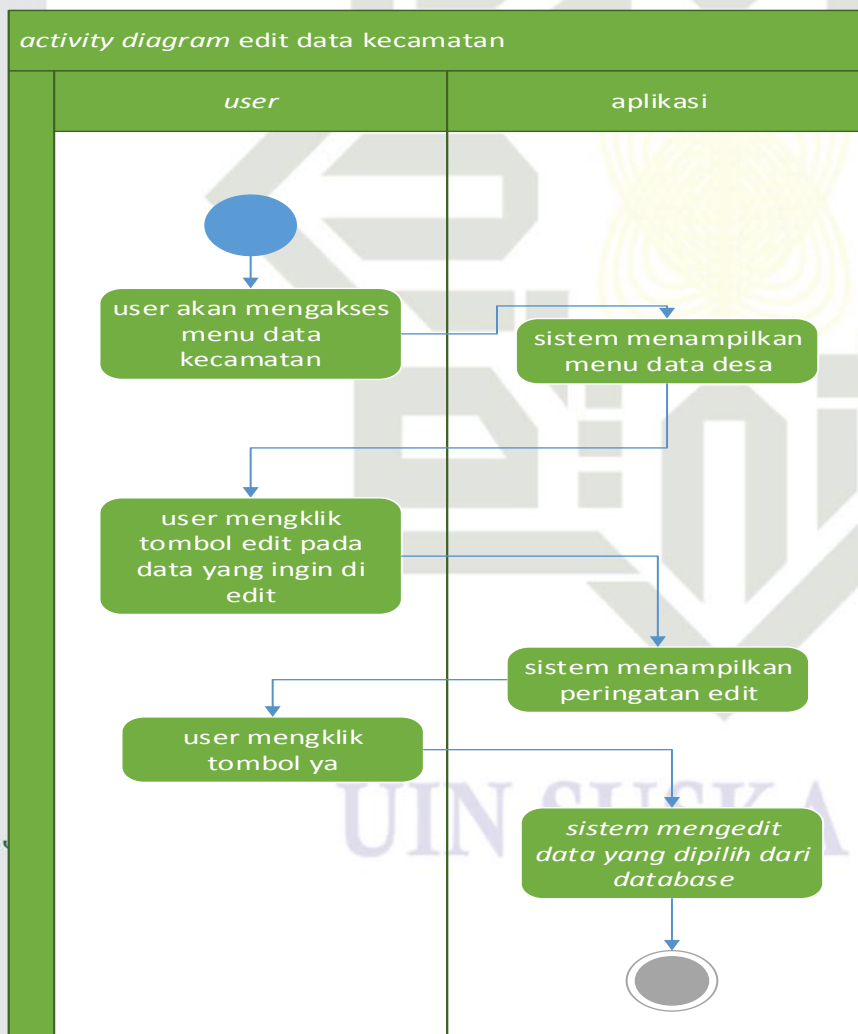 activity diagram edit data kecamatan
user
aplikasi
user akan mengakses
menu data
kecamatan
sistem menampilkan
menu data desa
user mengklik
tombol edit pada
data yang ingin di
edit
sistem menampilkan
peringatan edit
user mengklik
tombol ya
UIN SUSKA
sistem mengedit
data yang dipilih dari
database